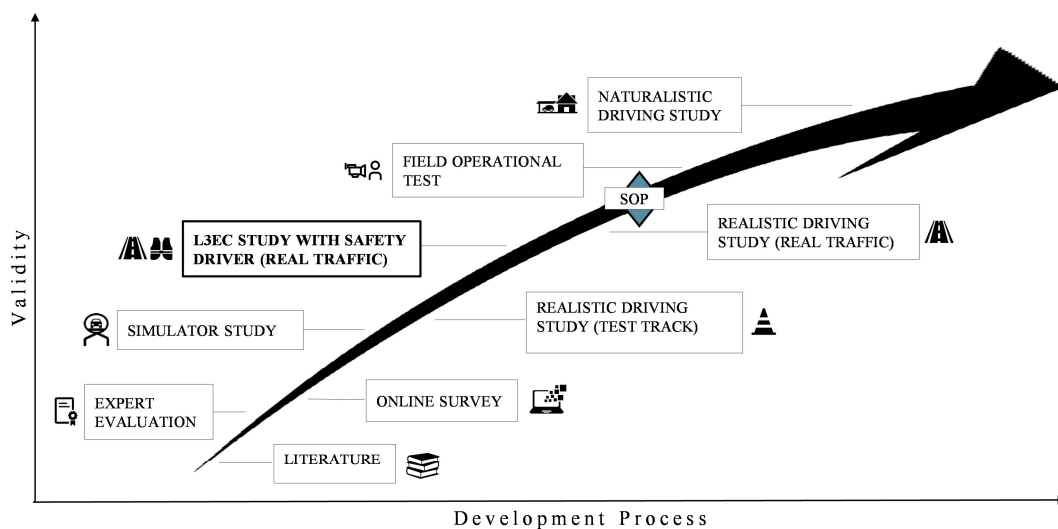 NATURALISTIC
DRIVING STUDY
FIELD OPERATIONAL
TEST
SOP
L3EC STUDY WITH SAFETY
DRIVER (REAL TRAFFIC)
REALISTIC DRIVING
STUDY (REAL TRAFFIC)
SIMULATOR STUDY
REALISTIC DRIVING
STUDY (TEST TRACK)
EXPERT
EVALUATION
ONLINE SURVEY
LITERATURE
Validity
Development Process